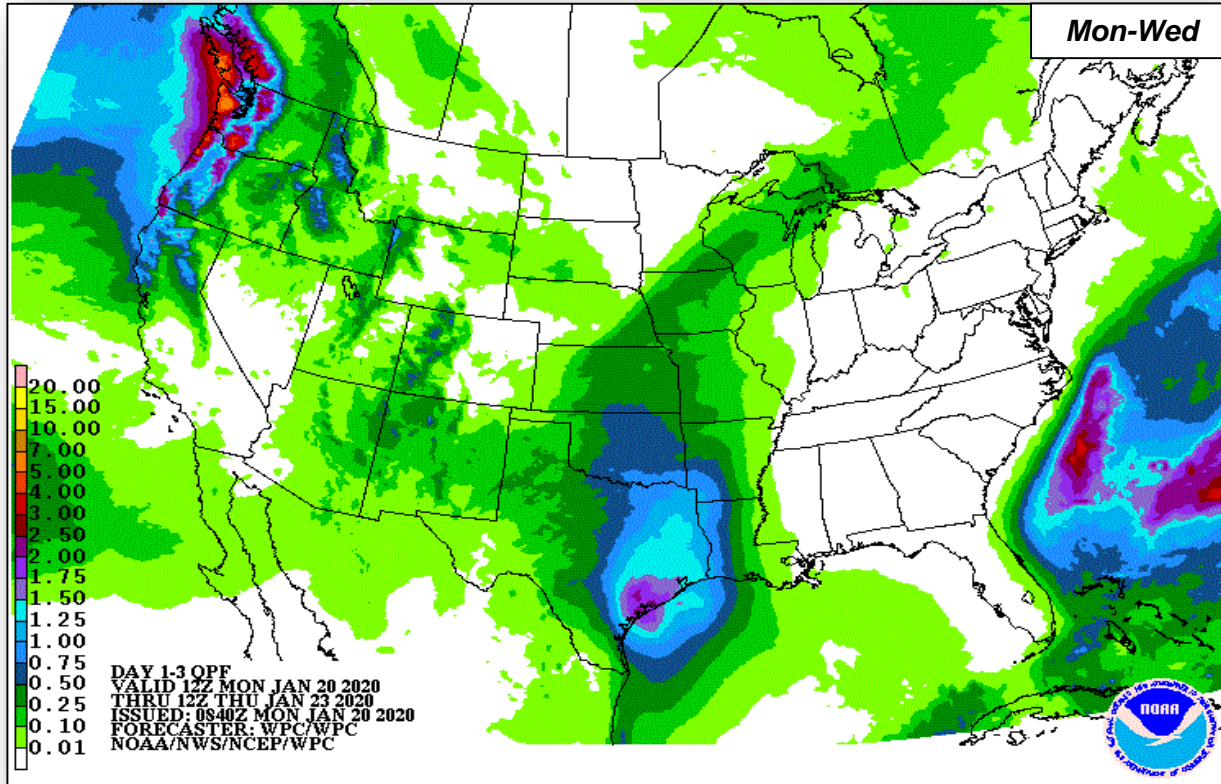 Mon-Wed
20.00
15.00
10.00
7.00
5.00
4.00
3.00
2.50
2.00
1.75
1.50
1.25
1.00
0.75
0.50
0.25
0.10
0.01
DAY 1-3 QPF
VALID 12Z MON JAN 20 2020
THRU 12Z THU JAN 23 2020
ISSUED: 0840Z MON JAN 20 2020
FORECASTER: WPC/WPC
NOAA/NWS/NCEP/WPC
NOAA